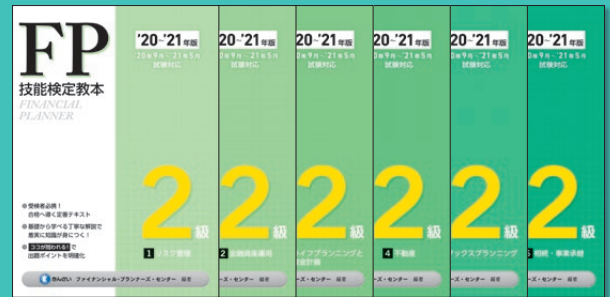 FP
技能検定教本
FINANCIAL
PLANNER
●受検者必携！
合格へ導く定番テキスト
●基礎から学べる丁寧な解説で
着実に知識が身につく！
●ココが問われる！で
出題ポイントを明確化
'20~'21年版
'20年9月~'21年5月
試験対応
2級
1 リスク管理
きんざい ファイナンシャル・プランナーズ・センター 編著
20~'21年版
0年9月~'21年5月
試験対応
2級
2 金融資産運用
ーズ・センター 編著
20~'21年版
0年9月~'21年5月
試験対応
2級
イフプランニングと
ーズ・センター 編著
20~'21年版
0年9月~'21年5月
試験対応
2級
4 不動産
ーズ・センター 編著
20~'21年版
0年9月~'21年5月
試験対応
2級
ックスプランニング
ーズ・センター 編著
20~'21年版
0年9月~'21年5月
試験対応
2級
相続・事業承継
ーズ・センター 編著